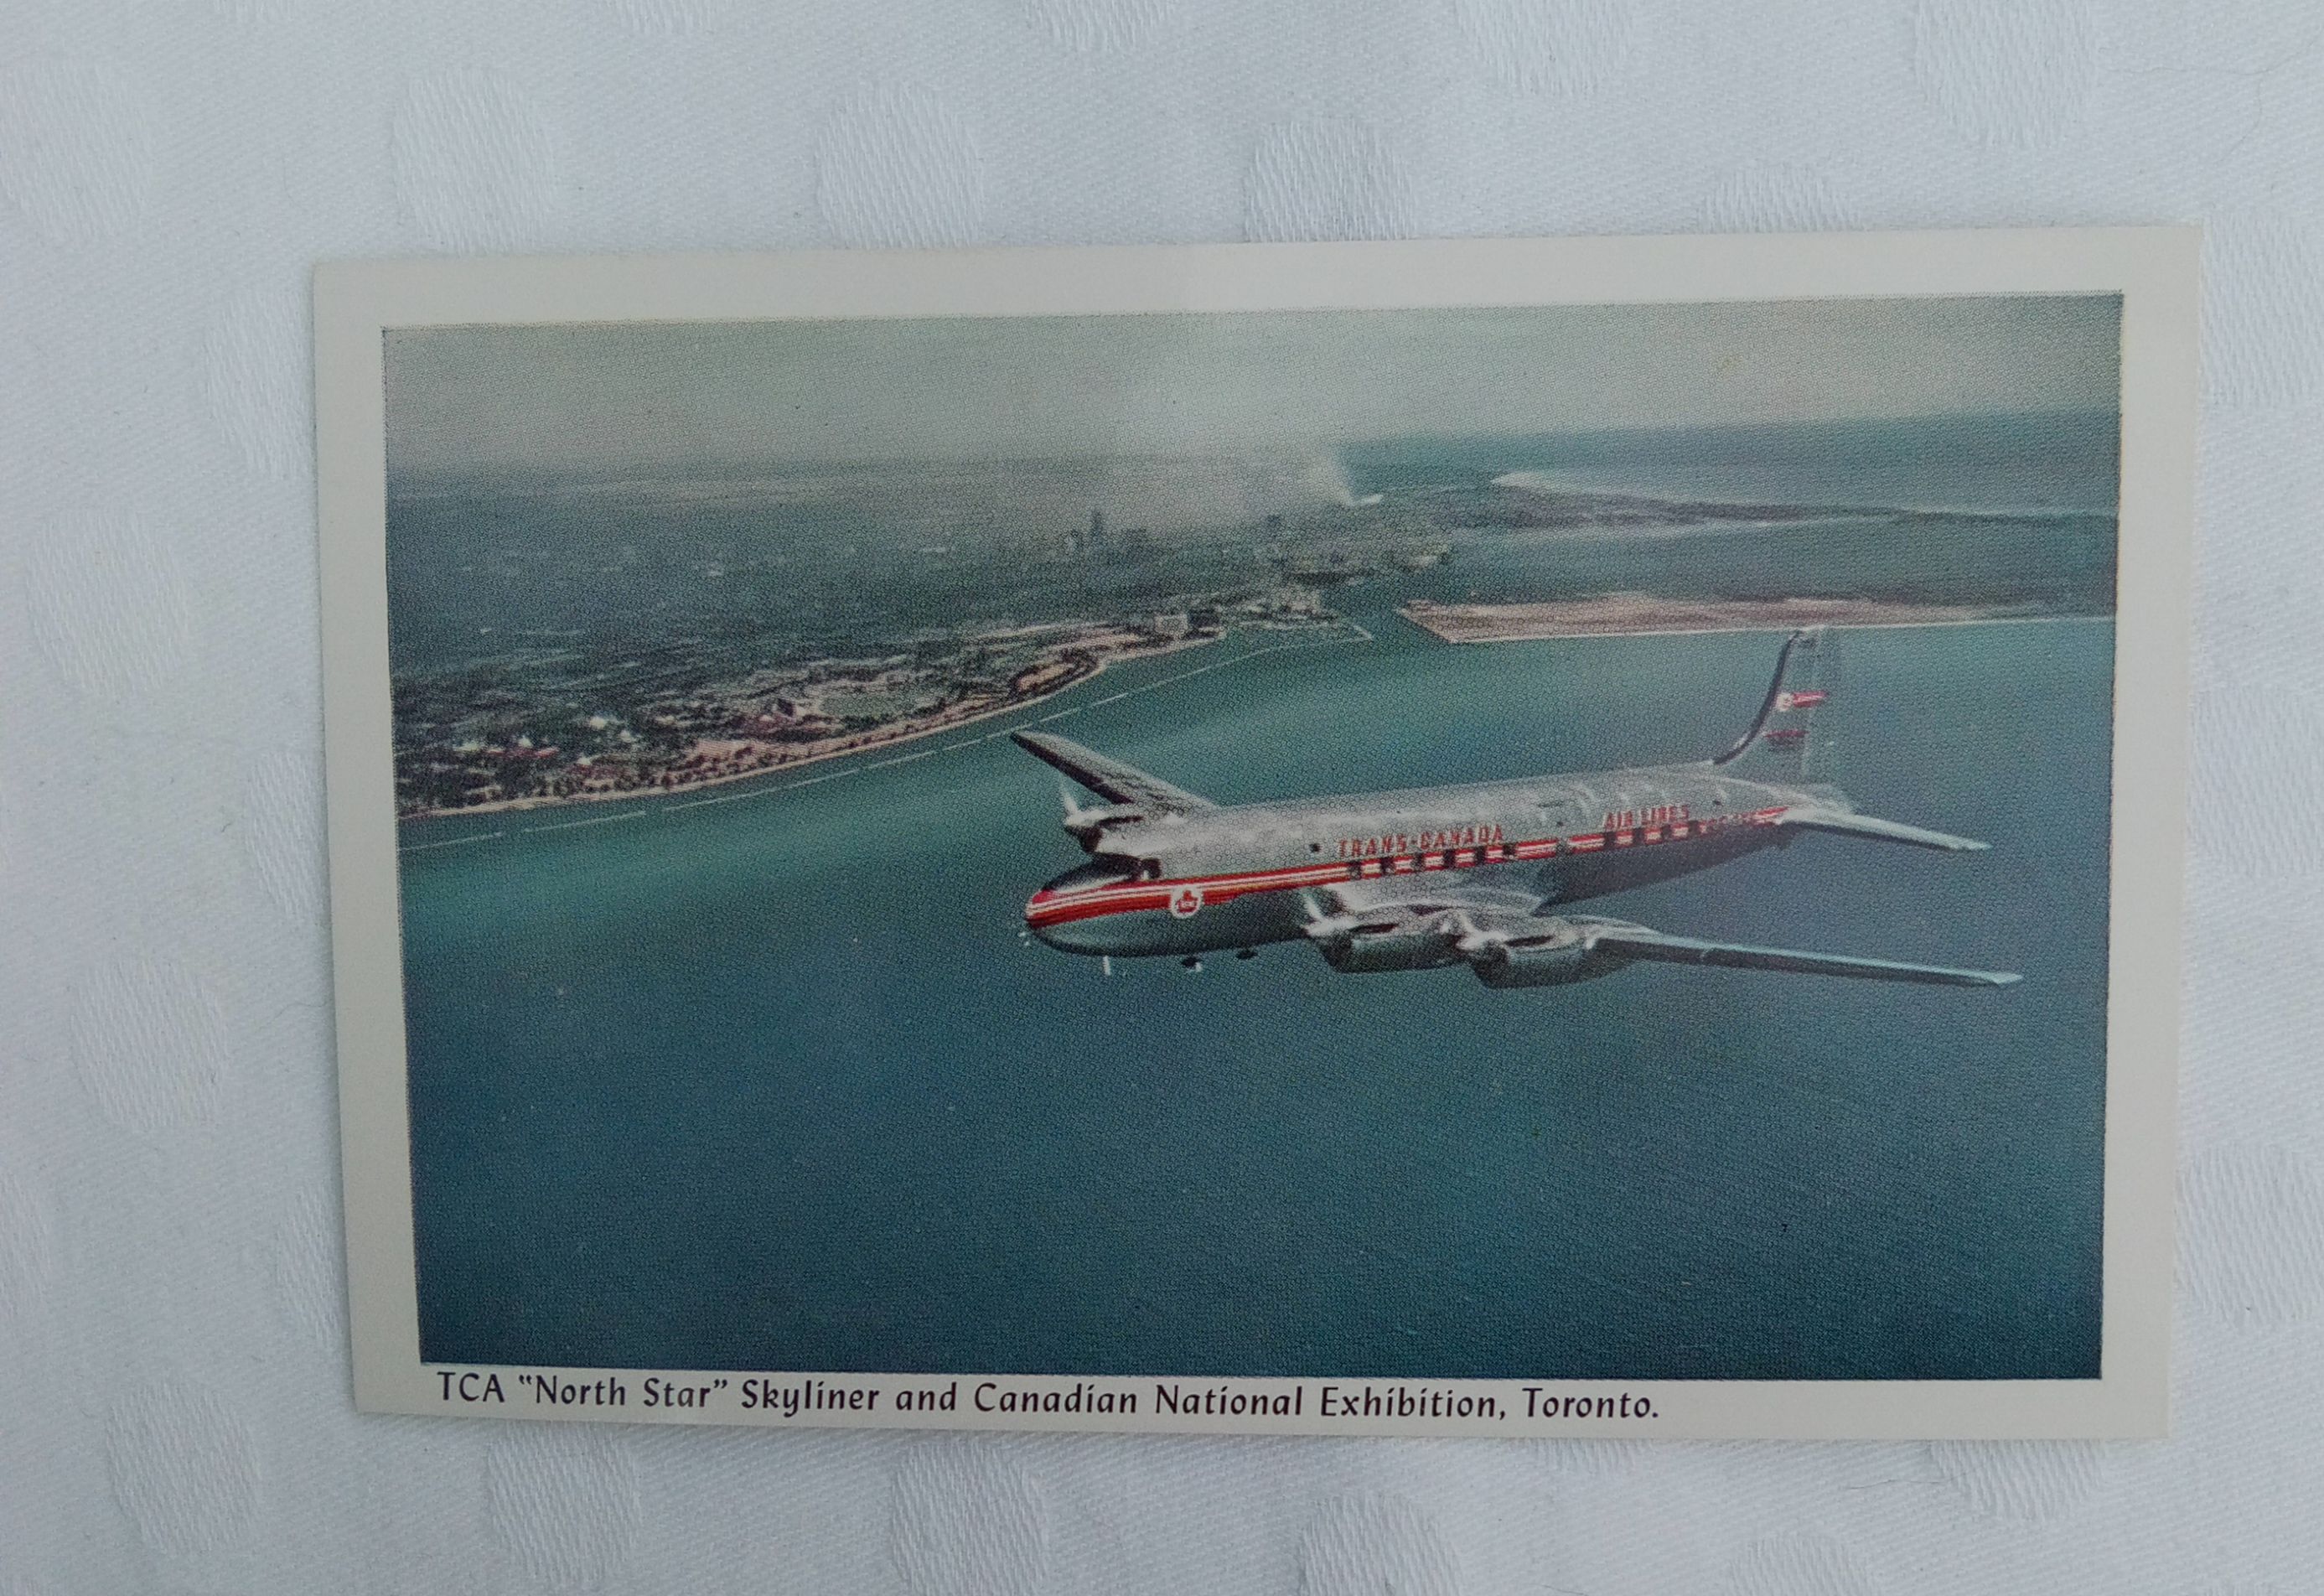 TRANS-CANADA AIR LINES
TCA “North Star” Skyliner and Canadian National Exhibition, Toronto.